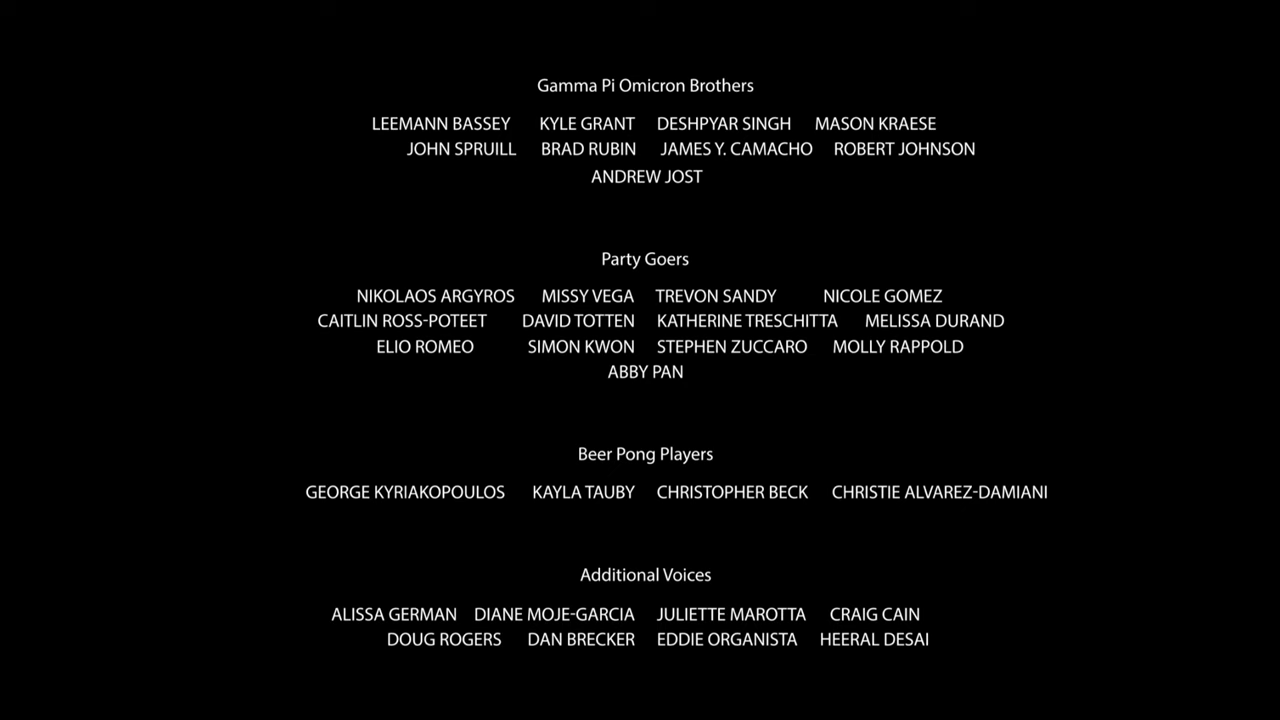 Gamma Pi Omicron Brothers
LEEMANN BASSEY KYLE GRANT DESHPYAR SINGH MASON KRAESE
JOHN SPRUILL BRAD RUBIN JAMES Y. CAMACHO ROBERT JOHNSON
ANDREW JOST
Party Goers
NIKOLAOS ARGYROS MISSY VEGA TREVON SANDY NICOLE GOMEZ
CAITLIN ROSS-POTEET DAVID TOTTEN KATHERINE TRESCHITTA MELISSA DURAND
ELIO ROMEO SIMON KWON STEPHEN ZUCCARO MOLLY RAPPOLD
ABBY PAN
Beer Pong Players
GEORGE KYRIAKOPOULOS KAYLA TAUBY CHRISTOPHER BECK CHRISTIE ALVAREZ-DAMIANI
Additional Voices
ALISSA GERMAN DIANE MOJE-GARCIA JULIETTE MAROTTA CRAIG CAIN
DOUG ROGERS DAN BRECKER EDDIE ORGANISTA HEERAL DESAI